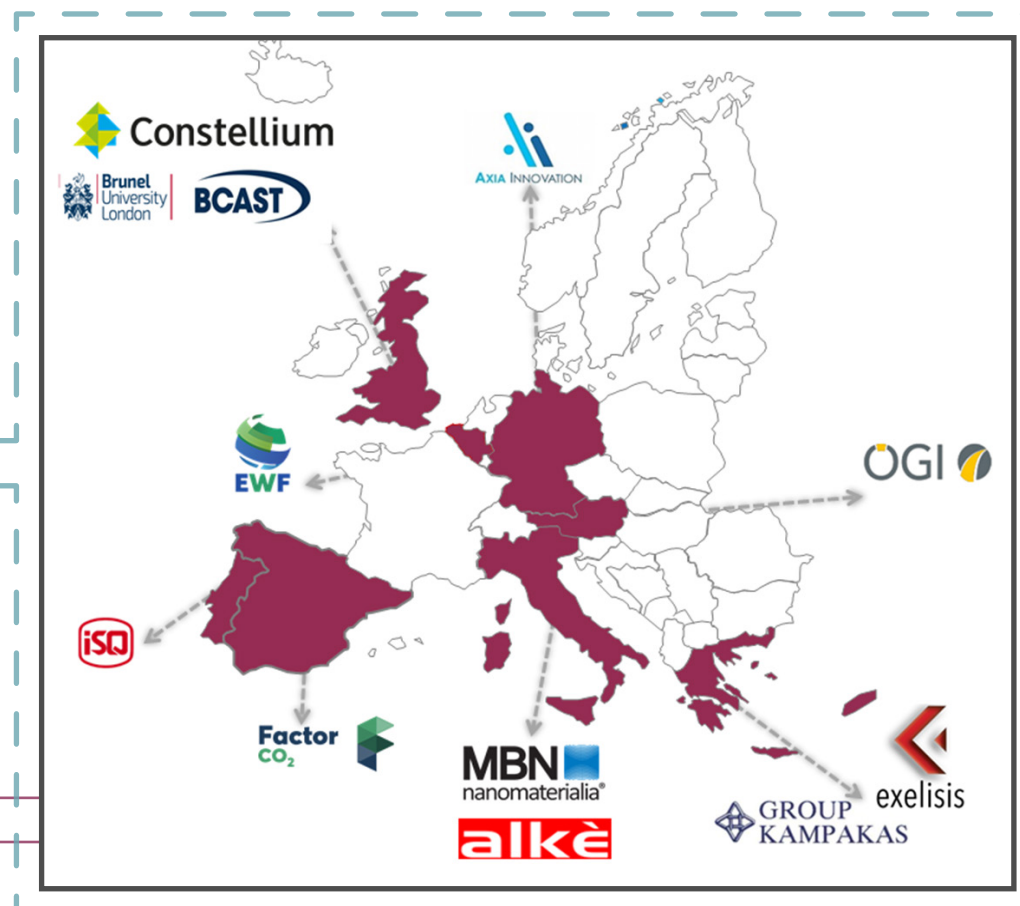 Constellium
Brunel
University
London
BCAST
AXIA INNOVATION
EWF
ÖGI
iSQ
Factor
CO₂
MBN
nanomaterialia®
alkè
exelisis
GROUP
KAMPAKAS